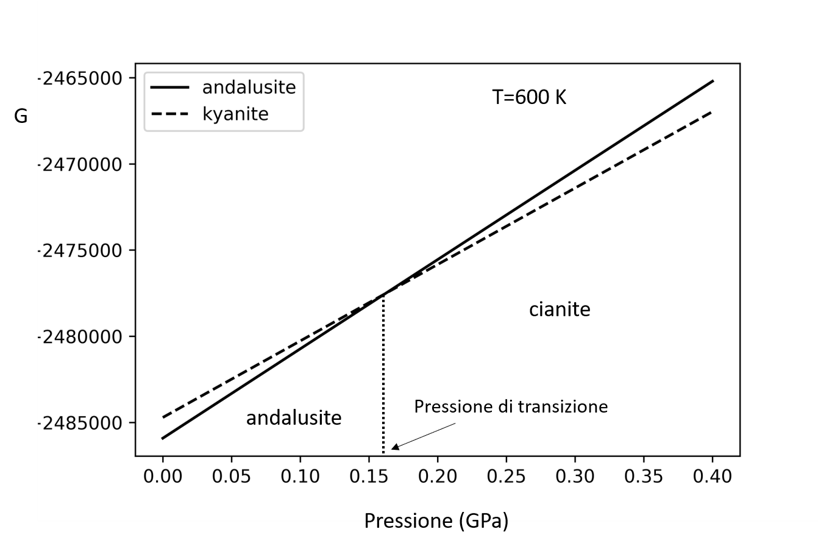 -2465000
andalusite
kyanite
T=600 K
G
-2470000
-2475000
-2480000
cianite
-2485000
andalusite
Pressione di transizione
0.00 0.05 0.10 0.15 0.20 0.25 0.30 0.35 0.40
Pressione (GPa)